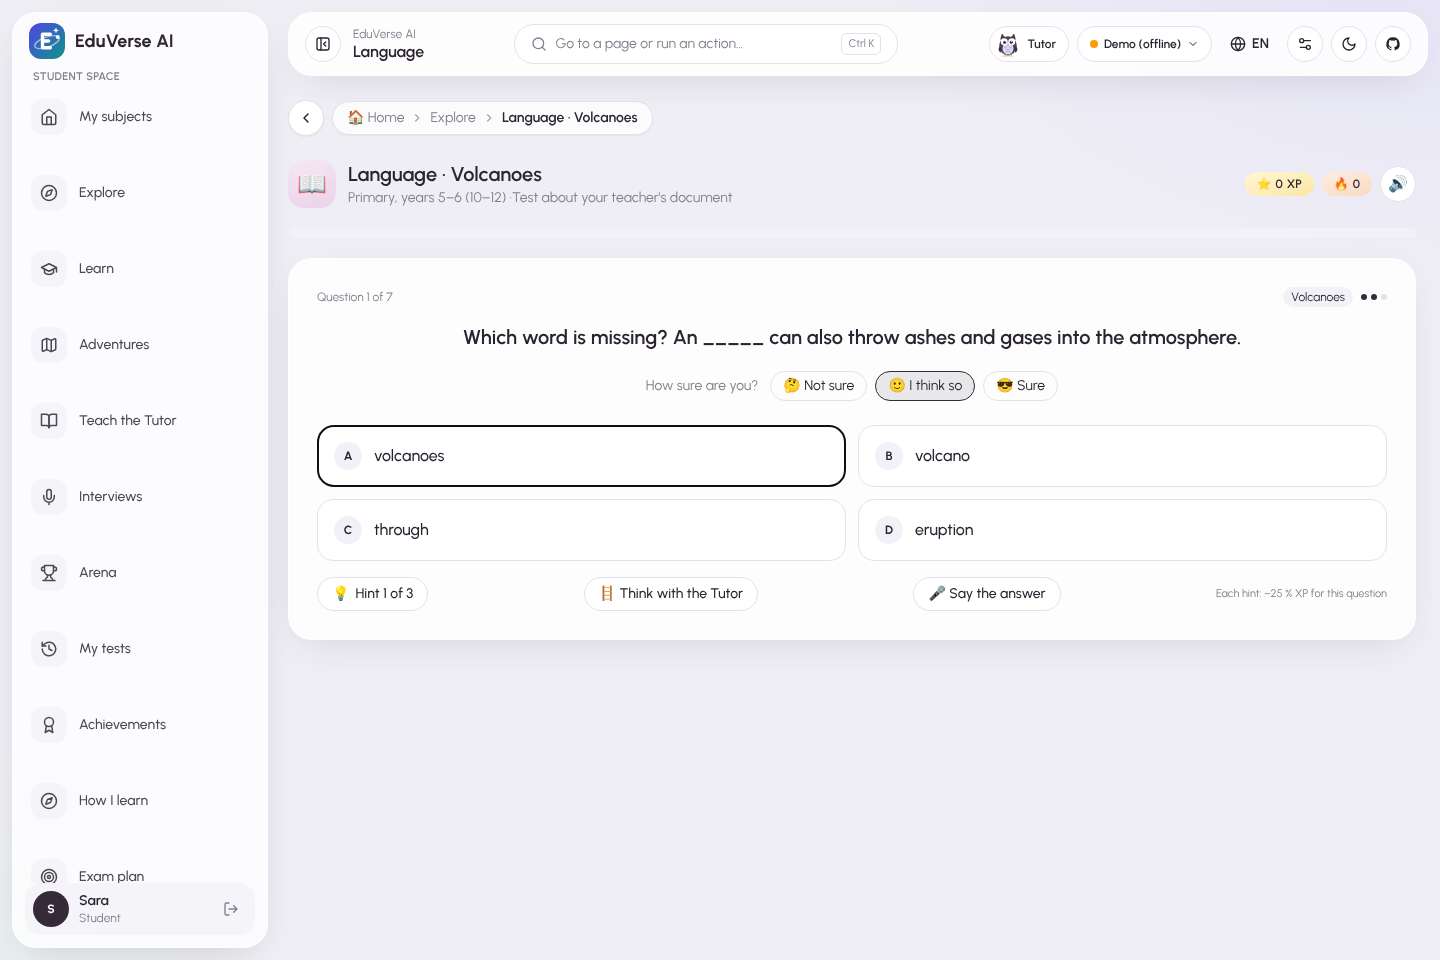 EduVerse AI
STUDENT SPACE
My subjects
Explore
Learn
Adventures
Teach the Tutor
Interviews
Arena
My tests
Achievements
How I learn
Exam plan
S
Sara
Student
EduVerse AI
Language
Go to a page or run an action...
Ctrl K
Tutor
Demo (offline)
EN
Home > Explore > Language · Volcanoes
Language · Volcanoes
Primary, years 5–6 (10–12) ·Test about your teacher's document
0 XP
0
Question 1 of 7
Volcanoes
Which word is missing? An _____ can also throw ashes and gases into the atmosphere.
How sure are you?
Not sure
I think so
Sure
A volcanoes
B volcano
C through
D eruption
Hint 1 of 3
Think with the Tutor
Say the answer
Each hint: −25 % XP for this question